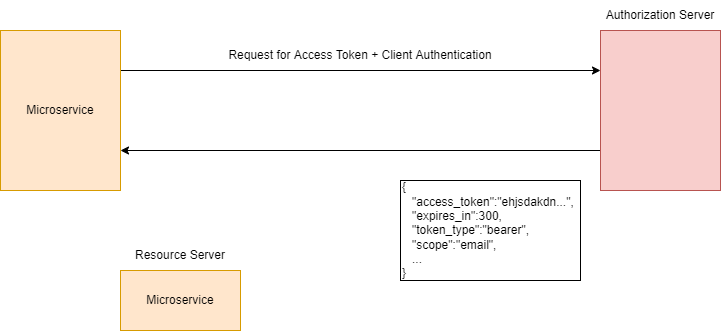 Authorization Server
Request for Access Token + Client Authentication
Microservice
{
"access_token":"ehjsdakdn...",
"expires_in":300,
"token_type":"bearer",
"scope":"email",
...
}
Resource Server
Microservice